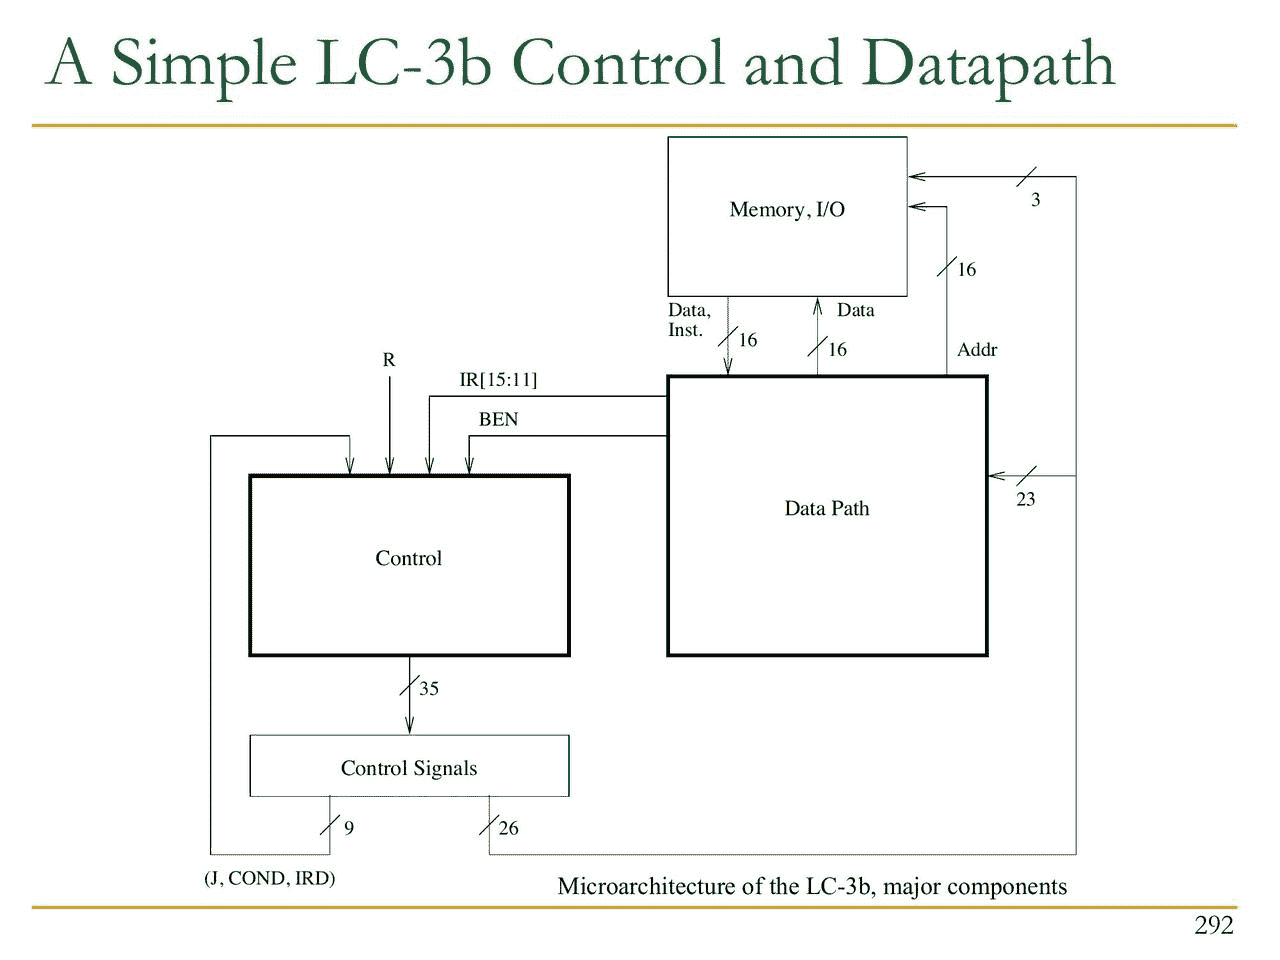 A Simple LC-3b Control and Datapath
Memory, I/O
3
16
Data,
Inst.
16
Data
16
Addr
R
IR[15:11]
BEN
Control
Data Path
23
35
Control Signals
9
26
(J, COND, IRD)
Microarchitecture of the LC-3b, major components
292